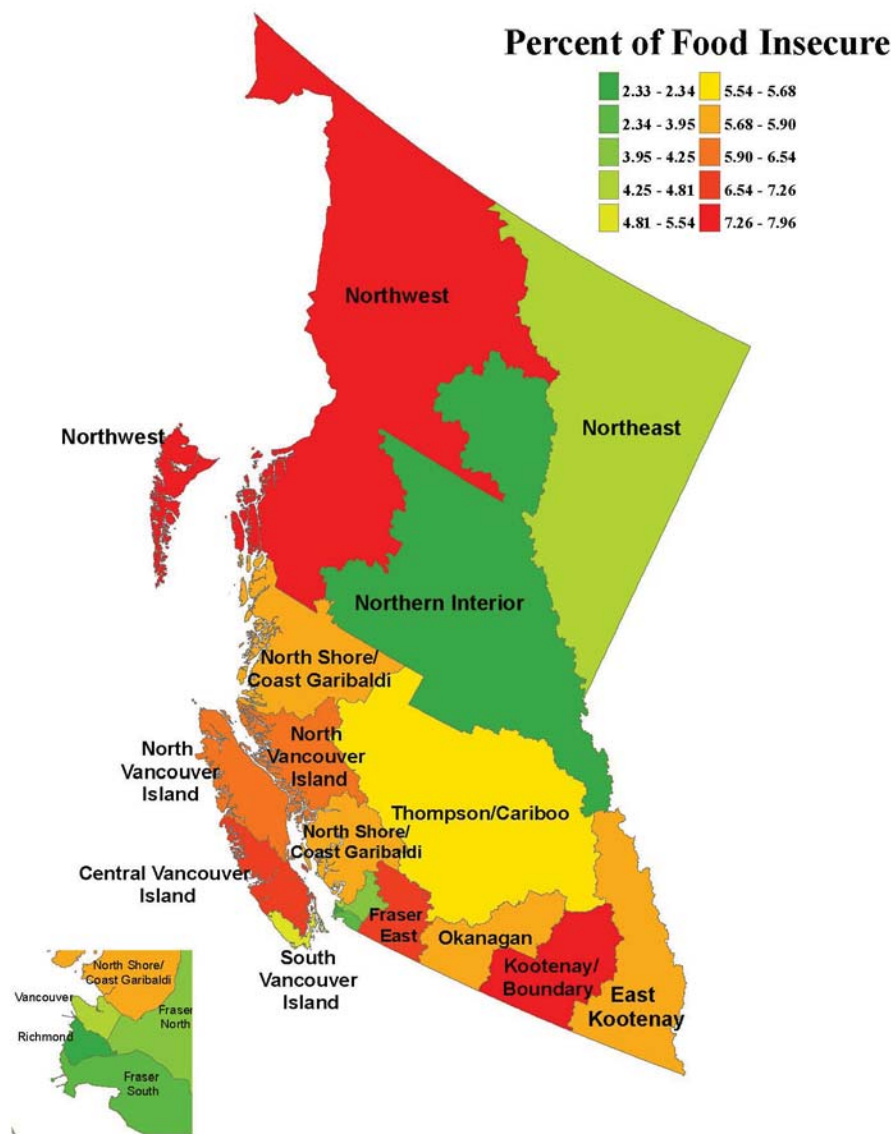 Percent of Food Insecure
2.33 - 2.34
2.34 - 3.95
3.95 - 4.25
4.25 - 4.81
4.81 - 5.54
5.54 - 5.68
5.68 - 5.90
5.90 - 6.54
6.54 - 7.26
7.26 - 7.96
Northwest
Northwest
Northeast
Northern Interior
North Shore/
Coast Garibaldi
North
Vancouver
Island
North
Vancouver
Island
Thompson/Cariboo
North Shore/
Coast Garibaldi
Central Vancouver
Island
Fraser
East
Okanagan
South
Vancouver
Island
Kootenay/
Boundary
East
Kootenay
North Shore/
Coast Garibaldi
Vancouver
Fraser
North
Richmond
Fraser
South